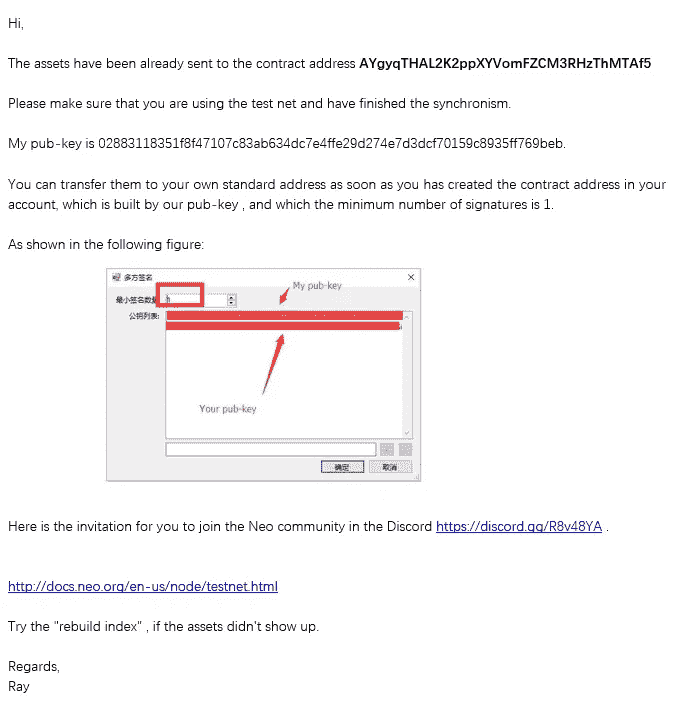 Hi,
The assets have been already sent to the contract address AYgyqTHAL2K2ppXYVomFZCM3RHzThMTAf5
Please make sure that you are using the test net and have finished the synchronism.
My pub-key is 02883118351f8f47107c83ab634dc7e4ffe29d274e7d3dcf70159c8935ff769beb.
You can transfer them to your own standard address as soon as you has created the contract address in your
account, which is built by our pub-key , and which the minimum number of signatures is 1.
As shown in the following figure:
多方签名
My pub-key
最小签名数量
公钥列表:
Your pub-key
确定 取消
Here is the invitation for you to join the Neo community in the Discord https://discord.gg/R8v48YA .
http://docs.neo.org/en-us/node/testnet.html
Try the "rebuild index" , if the assets didn't show up.
Regards,
Ray